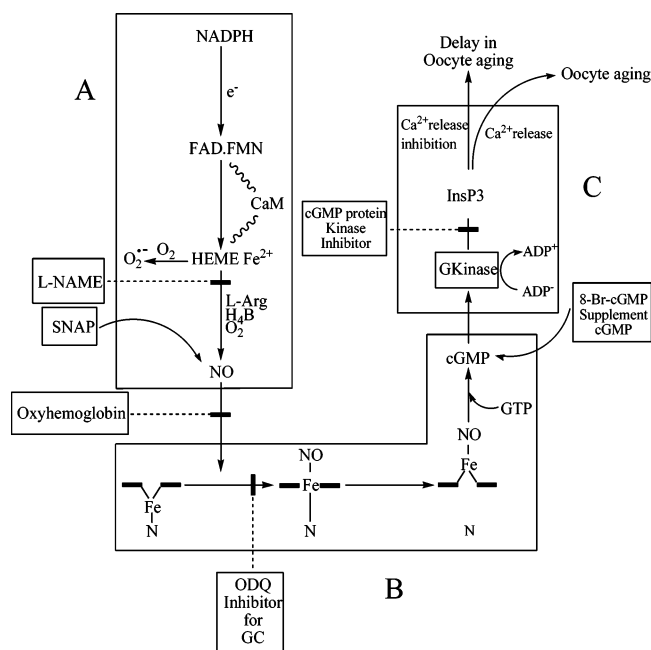 A
NADPH
e-
FAD.FMN
CaM
O2•- O2 HEME Fe2+
L-NAME
L-Arg
H4B
O2
SNAP
NO
Oxyhemoglobin
Delay in
Oocyte aging
Oocyte aging
Ca2+release
inhibition
Ca2+release
InsP3
C
cGMP protein
Kinase
Inhibitor
GKinase
ADP+
ADP-
8-Br-cGMP
Supplement
cGMP
cGMP
GTP
NO
Fe
N
NO
Fe
N
Fe
N
ODQ
Inhibitor
for
GC
B